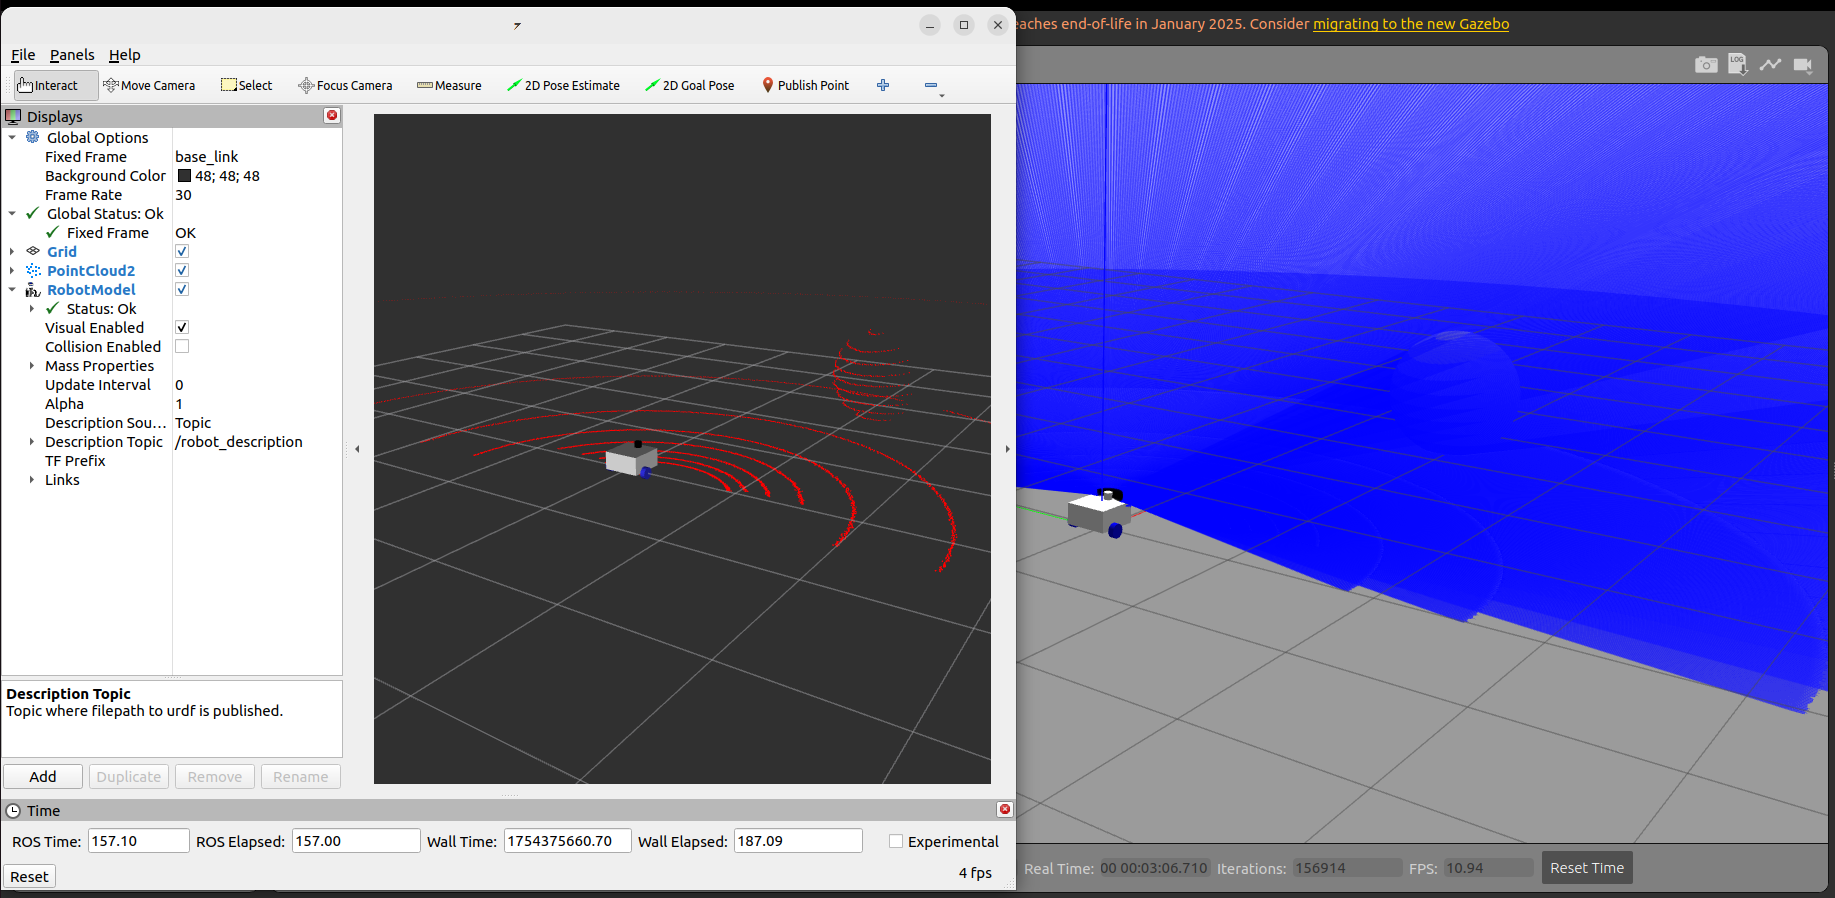 eaches end-of-life in January 2025. Consider migrating to the new Gazebo
File Panels Help
Interact Move Camera Select Focus Camera Measure 2D Pose Estimate 2D Goal Pose Publish Point
LOG
Displays
Global Options
Fixed Frame base_link
Background Color 48; 48; 48
Frame Rate 30
Global Status: Ok
Fixed Frame OK
Grid
PointCloud2
RobotModel
Status: Ok
Visual Enabled
Collision Enabled
Mass Properties
Update Interval 0
Alpha 1
Description Sou... Topic
Description Topic /robot_description
TF Prefix
Links
Description Topic
Topic where filepath to urdf is published.
Add Duplicate Remove Rename
Time
ROS Time: 157.10 ROS Elapsed: 157.00 Wall Time: 1754375660.70 Wall Elapsed: 187.09 Experimental
Reset 4 fps
Real Time: 00 00:03:06.710 Iterations: 156914 FPS: 10.94 Reset Time